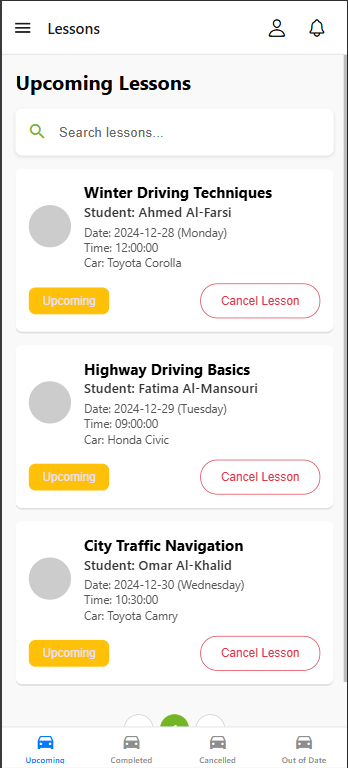 Lessons
Upcoming Lessons
Search lessons...
Winter Driving Techniques
Student: Ahmed Al-Farsi
Date: 2024-12-28 (Monday)
Time: 12:00:00
Car: Toyota Corolla
Upcoming
Cancel Lesson
Highway Driving Basics
Student: Fatima Al-Mansouri
Date: 2024-12-29 (Tuesday)
Time: 09:00:00
Car: Honda Civic
Upcoming
Cancel Lesson
City Traffic Navigation
Student: Omar Al-Khalid
Date: 2024-12-30 (Wednesday)
Time: 10:30:00
Car: Toyota Camry
Upcoming
Cancel Lesson
Upcoming
Completed
Cancelled
Out of Date